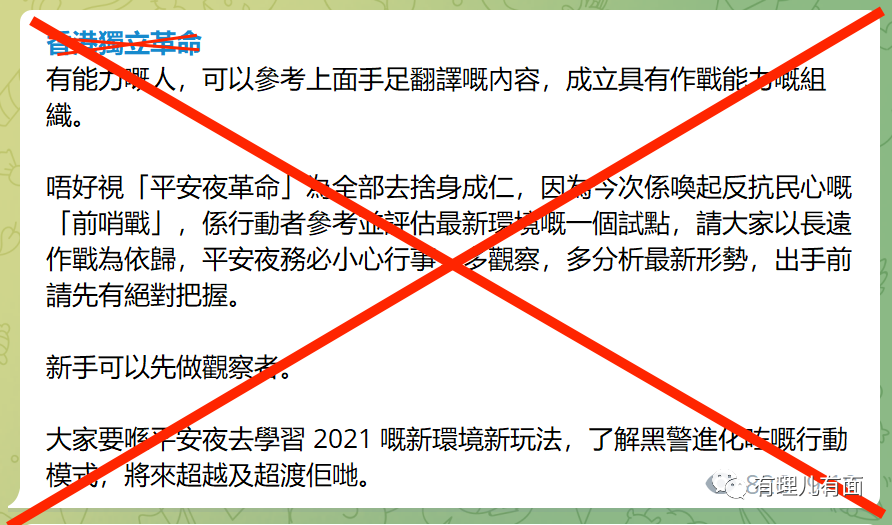 香港獨立革命
有能力嘅人，可以參考上面手足翻譯嘅內容，成立具有作戰能力嘅組
織。
唔好視「平安夜革命」為全部去捨身成仁，因為今次係喚起反抗民心嘅
「前哨戰」，係行動者參考並評估最新環境嘅一個試點，請大家以長遠
作戰為依歸，平安夜務必小心行事，多觀察，多分析最新形勢，出手前
請先有絕對把握。
新手可以先做觀察者。
大家要喺平安夜去學習 2021 嘅新環境新玩法，了解黑警進化咗嘅行動
模式，將來超越及超渡佢哋。
有理儿有面